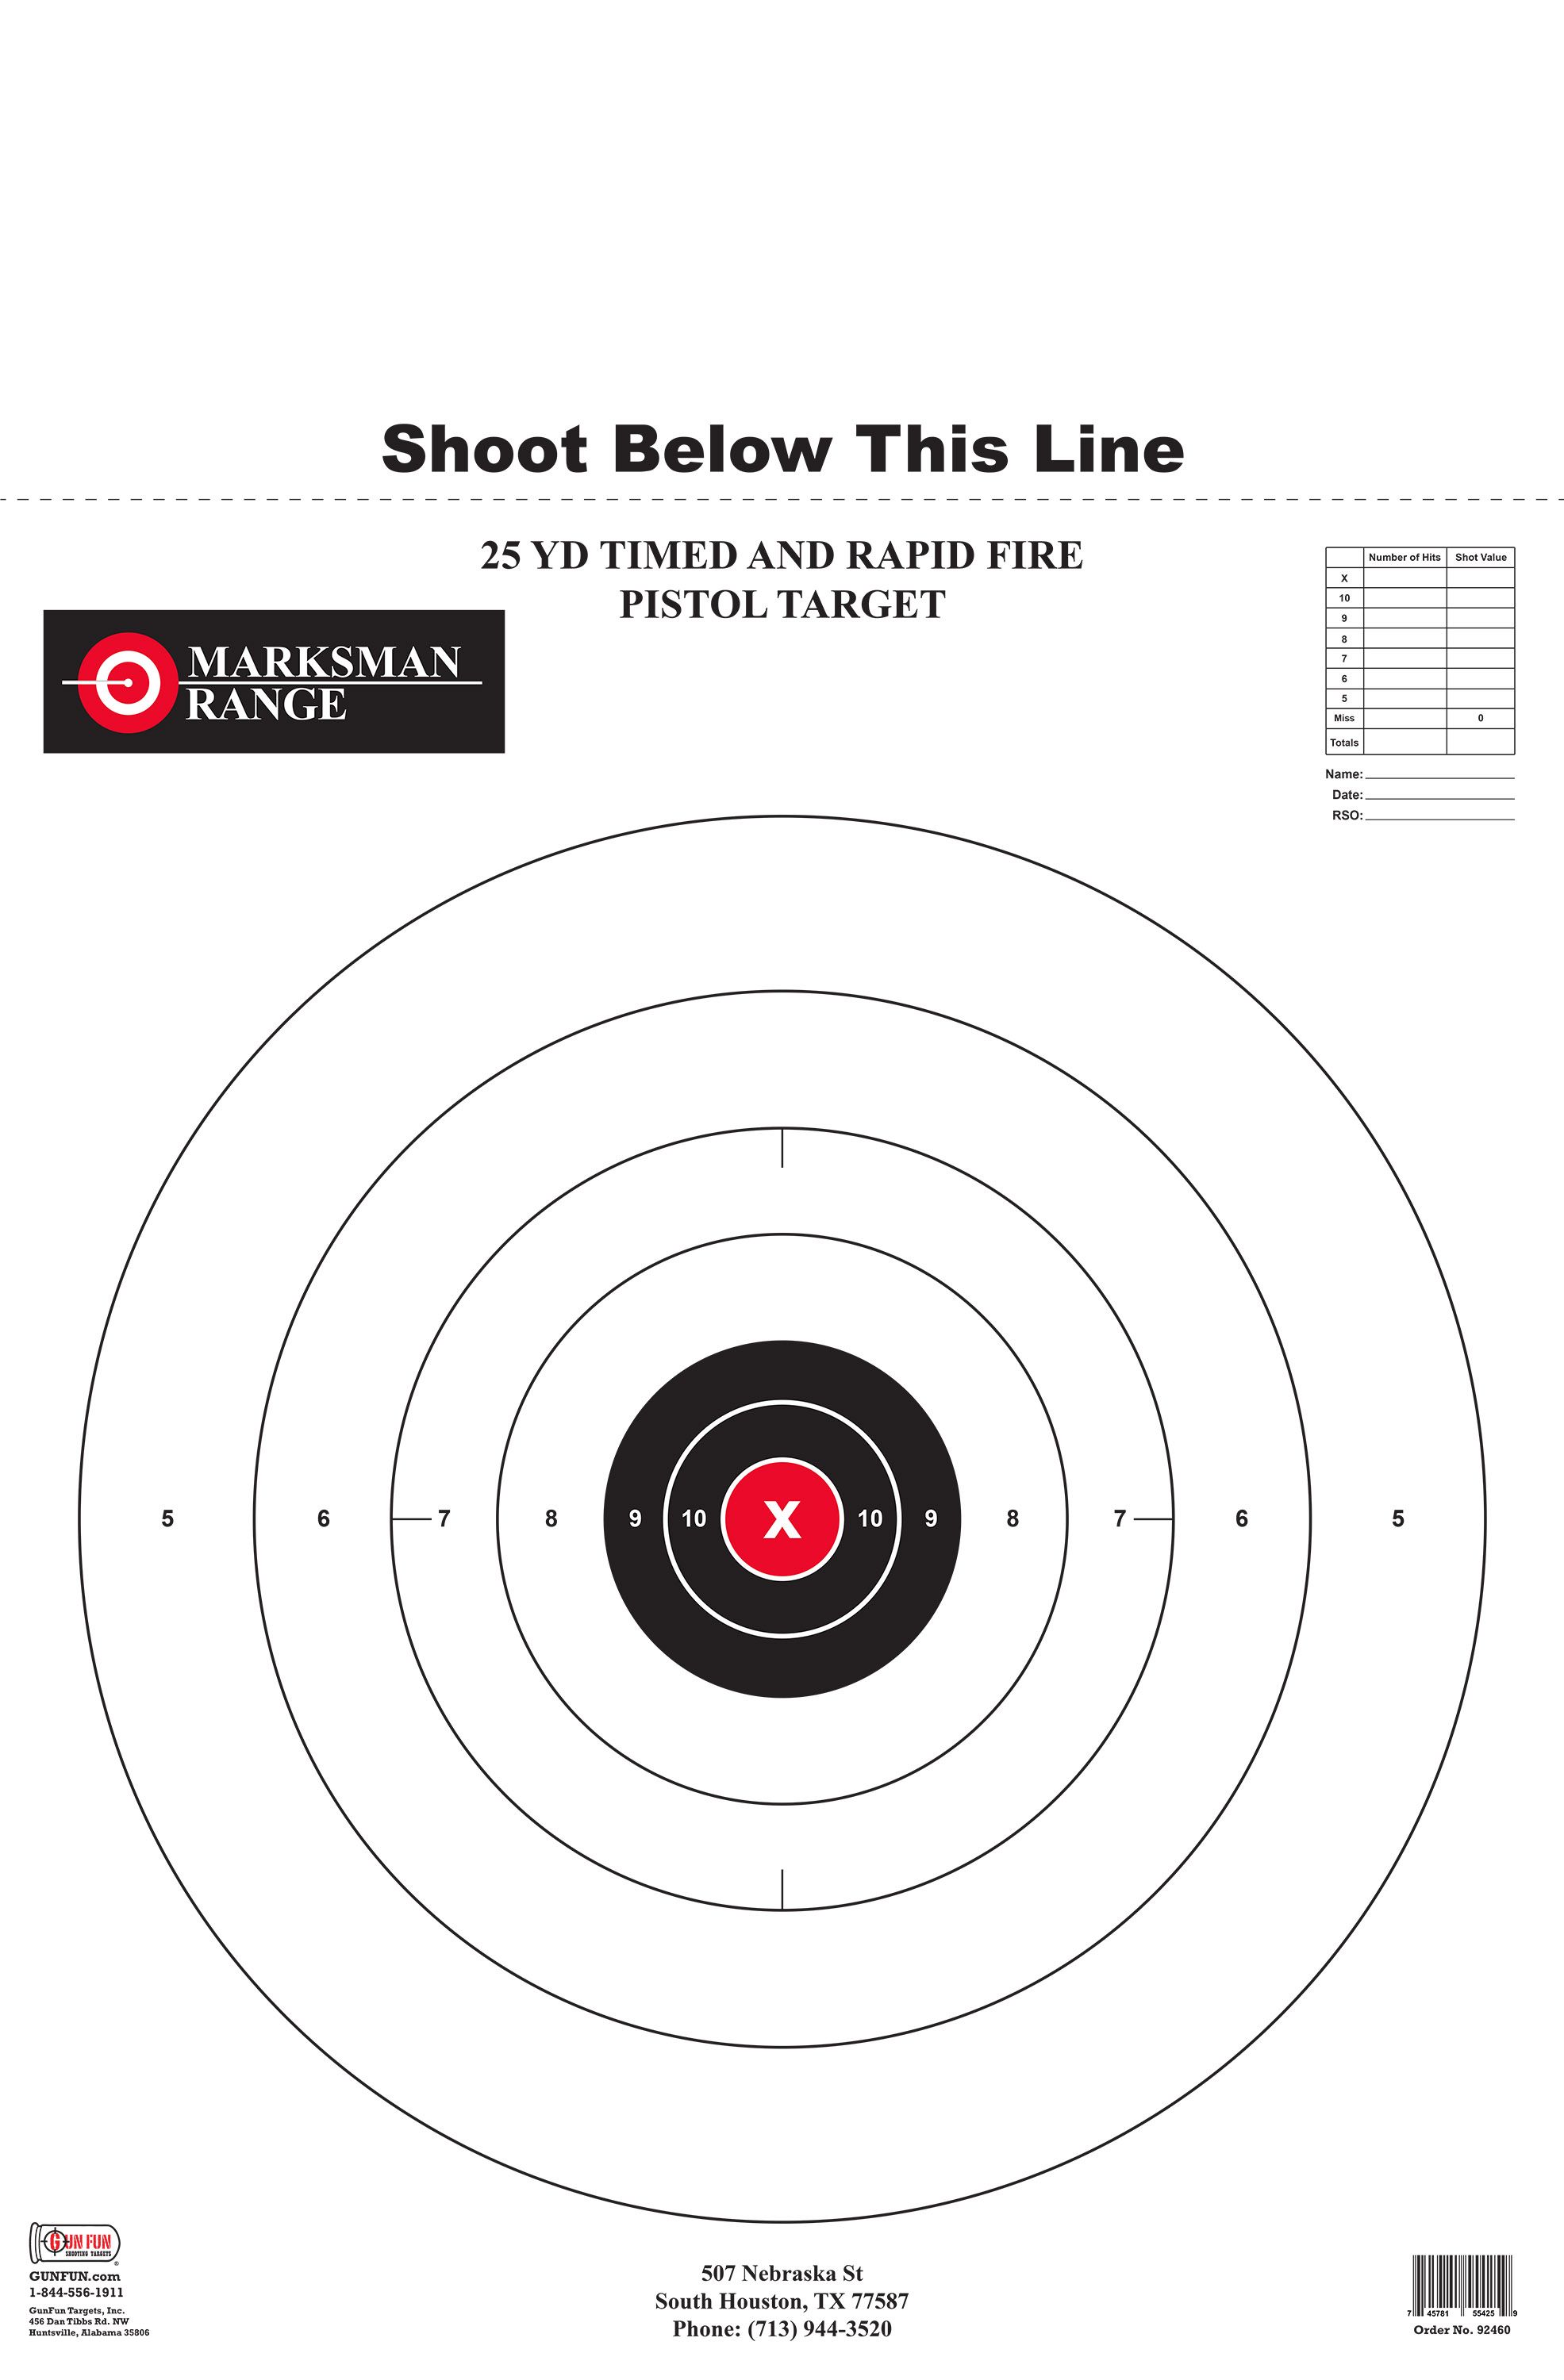 Shoot Below This Line
25 YD TIMED AND RAPID FIRE
PISTOL TARGET
MARKSMAN
RANGE
Number of Hits Shot Value
X
10
9
8
7
6
5
Miss 0
Totals
Name:
Date:
RSO:
5 6 7 8 9 10 X 10 9 8 7 6 5
GUN FUN
SHOOTING TARGETS
®
GUNFUN.com
1-844-556-1911
GunFun Targets, Inc.
456 Dan Tibbs Rd. NW
Huntsville, Alabama 35806
507 Nebraska St
South Houston, TX 77587
Phone: (713) 944-3520
7 45781 55425 9
Order No. 92460